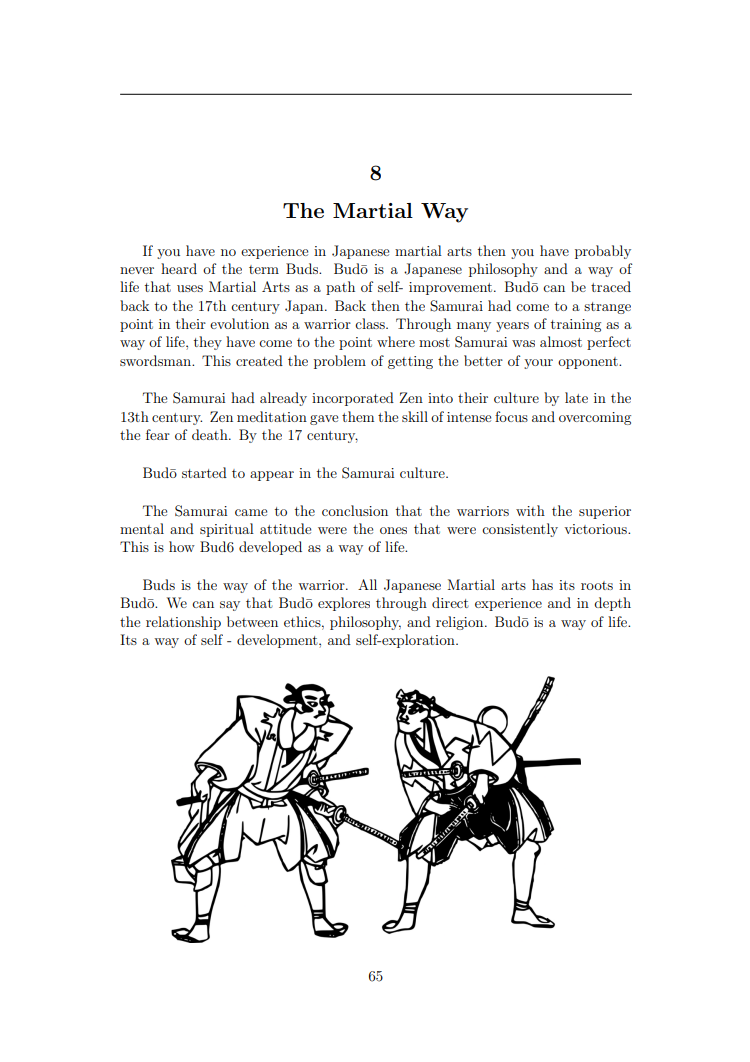 8
The Martial Way
If you have no experience in Japanese martial arts then you have probably
never heard of the term Buds. Budō is a Japanese philosophy and a way of
life that uses Martial Arts as a path of self- improvement. Budō can be traced
back to the 17th century Japan. Back then the Samurai had come to a strange
point in their evolution as a warrior class. Through many years of training as a
way of life, they have come to the point where most Samurai was almost perfect
swordsman. This created the problem of getting the better of your opponent.
The Samurai had already incorporated Zen into their culture by late in the
13th century. Zen meditation gave them the skill of intense focus and overcoming
the fear of death. By the 17 century,
Budō started to appear in the Samurai culture.
The Samurai came to the conclusion that the warriors with the superior
mental and spiritual attitude were the ones that were consistently victorious.
This is how Bud6 developed as a way of life.
Buds is the way of the warrior. All Japanese Martial arts has its roots in
Budō. We can say that Budō explores through direct experience and in depth
the relationship between ethics, philosophy, and religion. Budō is a way of life.
Its a way of self - development, and self-exploration.
65